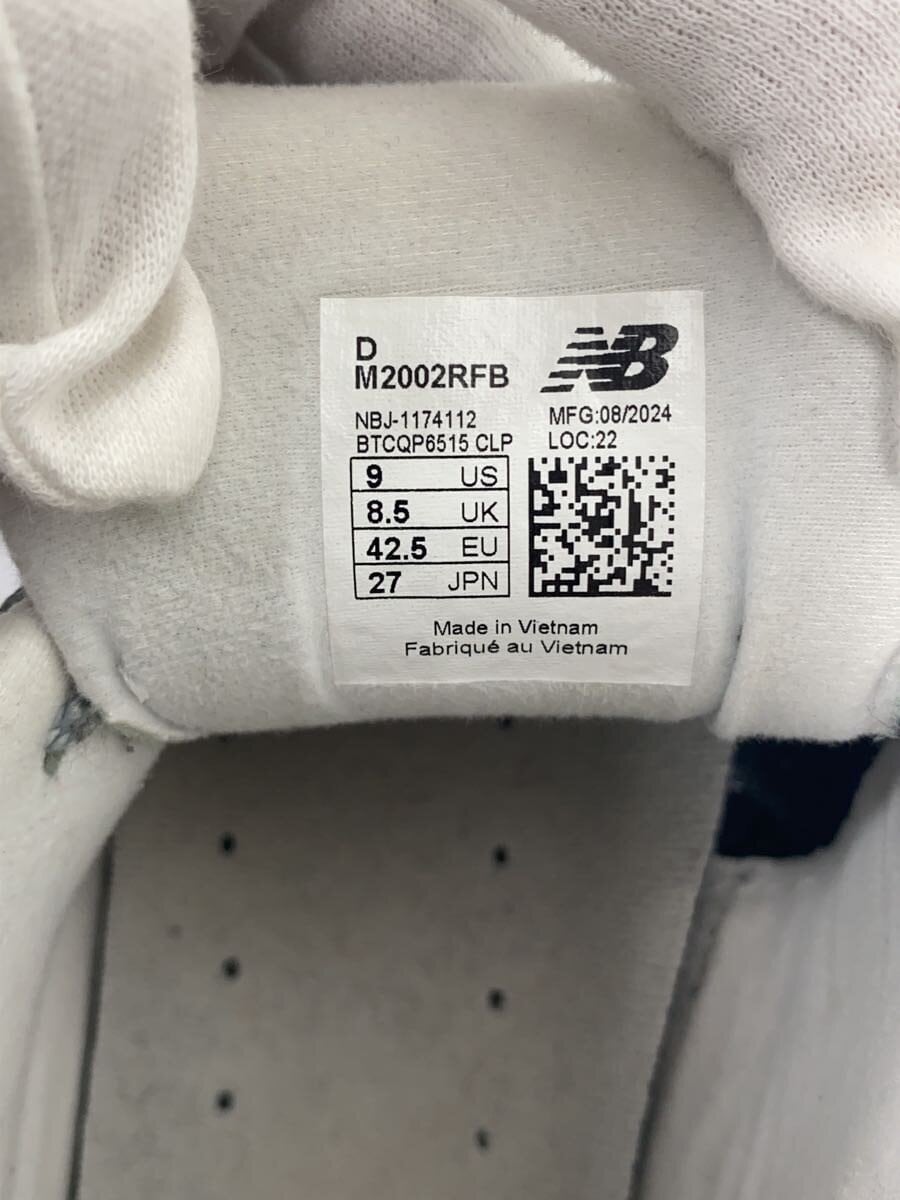 D
M2002RFB
NB
NBJ-1174112
MFG:08/2024
BTCQP6515 CLP
LOC:22
9 US
8.5 UK
42.5 EU
27 JPN
Made in Vietnam
Fabriqué au Vietnam